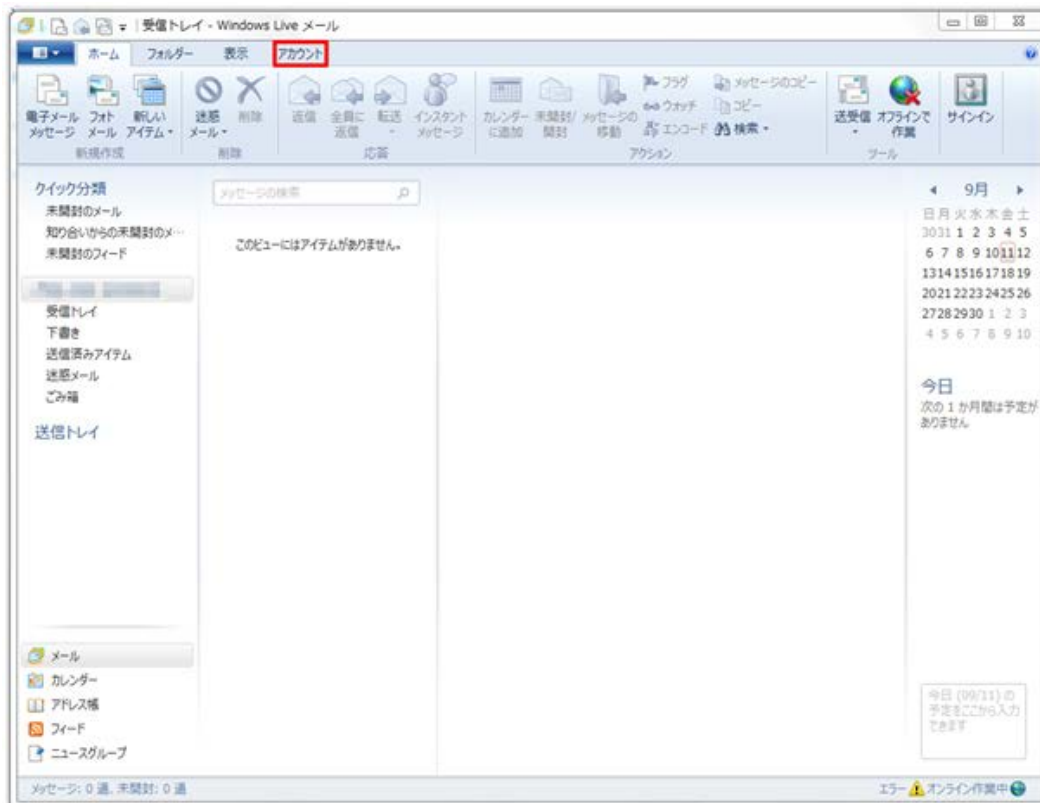 受信トレイ - Windows Live メール
ホーム フォルダー 表示 アカウント
電子メール メッセージ フォト メール 新しい アイテム 迷惑 メール 削除 返信 全員に 返信 転送 インスタント メッセージ カレンダー に追加 未開封/ 開封 メッセージの 移動 フラグ ウォッチ エンコード メッセージのコピー コピー 検索 送受信 オフラインで 作業 サインイン
新規作成 削除 応答 アクション ツール
クイック分類
未開封のメール
知り合いからの未開封のメ…
未開封のフィード
受信トレイ
下書き
送信済みアイテム
迷惑メール
ごみ箱
送信トレイ
メール
カレンダー
アドレス帳
フィード
ニュースグループ
メッセージの検索
このビューにはアイテムがありません。
9月
日 月 火 水 木 金 土
30 31 1 2 3 4 5
6 7 8 9 10 11 12
13 14 15 16 17 18 19
20 21 22 23 24 25 26
27 28 29 30 1 2 3
4 5 6 7 8 9 10
今日
次の 1 か月間は予定が
ありません
今日 (09/11) の
予定をここから入力
できます
メッセージ: 0 通、未開封: 0 通
エラー オンライン作業中